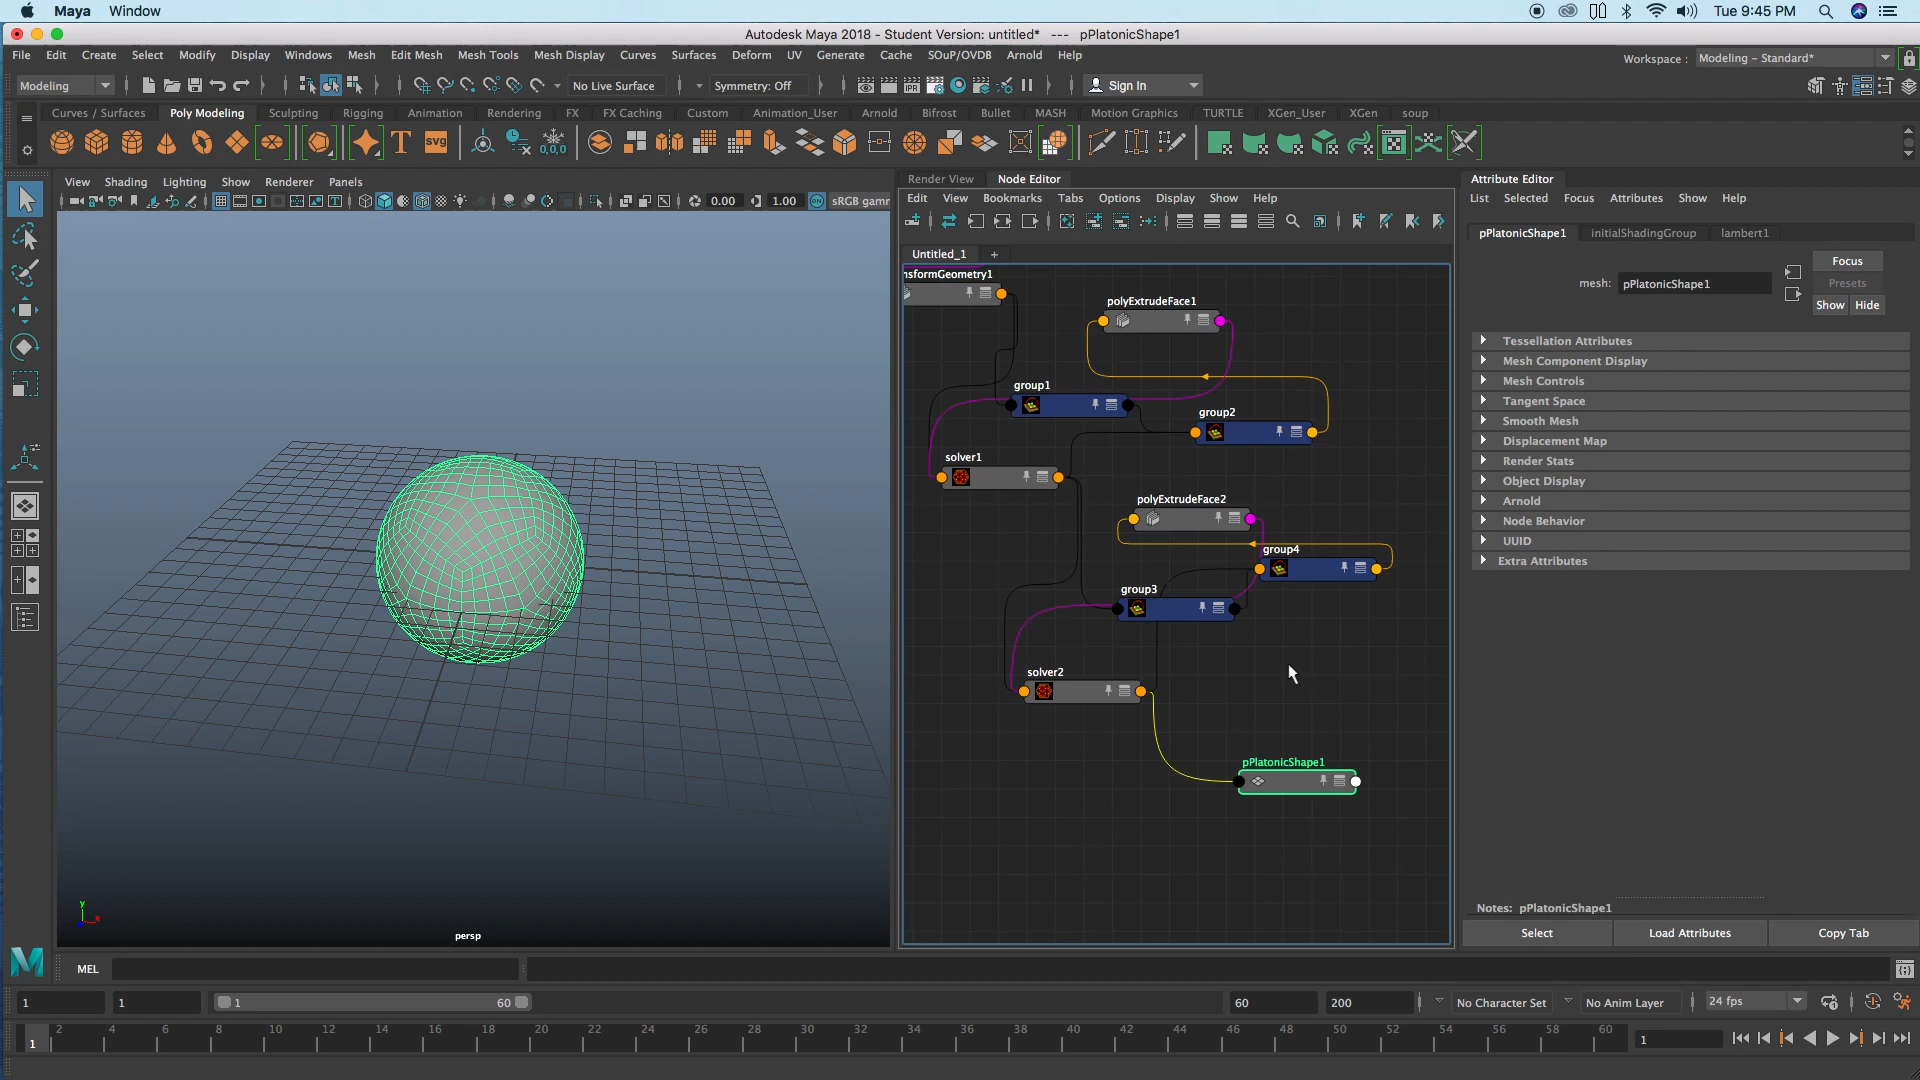 Maya Window
Tue 9:45 PM
Autodesk Maya 2018 - Student Version: untitled* --- pPlatonicShape1
File Edit Create Select Modify Display Windows Mesh Edit Mesh Mesh Tools Mesh Display Curves Surfaces Deform UV Generate Cache SOuP/OVDB Arnold Help
Workspace : Modeling - Standard*
Modeling No Live Surface Symmetry: Off IPR Sign In
Curves / Surfaces Poly Modeling Sculpting Rigging Animation Rendering FX FX Caching Custom Animation_User Arnold Bifrost Bullet MASH Motion Graphics TURTLE XGen_User XGen soup
T SVG 0,0,0
View Shading Lighting Show Renderer Panels
0.00 1.00 ON sRGB gamm
persp
y
x
Render View Node Editor
Edit View Bookmarks Tabs Options Display Show Help
Untitled_1 +
nsformGeometry1
polyExtrudeFace1
group1
group2
solver1
polyExtrudeFace2
group4
group3
solver2
pPlatonicShape1
Attribute Editor
List Selected Focus Attributes Show Help
pPlatonicShape1 initialShadingGroup lambert1
mesh: pPlatonicShape1
Focus
Presets
Show Hide
Tessellation Attributes
Mesh Component Display
Mesh Controls
Tangent Space
Smooth Mesh
Displacement Map
Render Stats
Object Display
Arnold
Node Behavior
UUID
Extra Attributes
Notes: pPlatonicShape1
Select Load Attributes Copy Tab
MEL
1 1 1 60 60 200 No Character Set No Anim Layer 24 fps
2 4 6 8 10 12 14 16 18 20 22 24 26 28 30 32 34 36 38 40 42 44 46 48 50 52 54 56 58 60
1 1